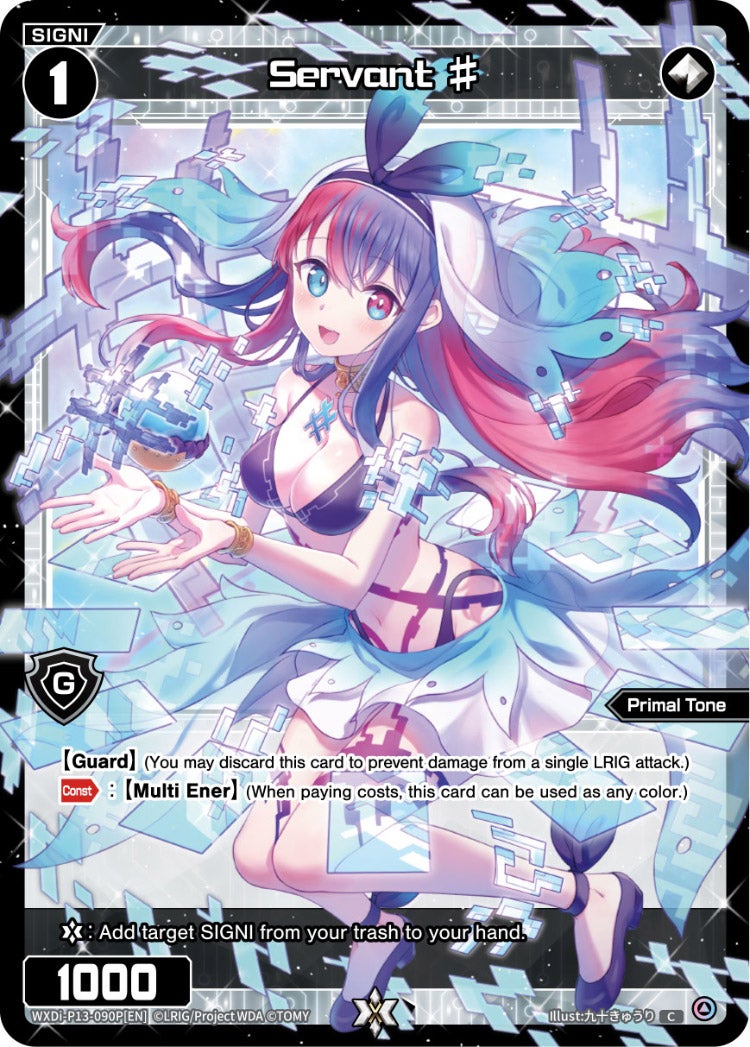 SIGNI
1
Servant #
#
G
Primal Tone
【Guard】 (You may discard this card to prevent damage from a single LRIG attack.)
Const : 【Multi Ener】 (When paying costs, this card can be used as any color.)
: Add target SIGNI from your trash to your hand.
1000
WXDi-P13-090P[EN] ©LRIG/Project WDA ©TOMY
Illust:九十きゅうり C